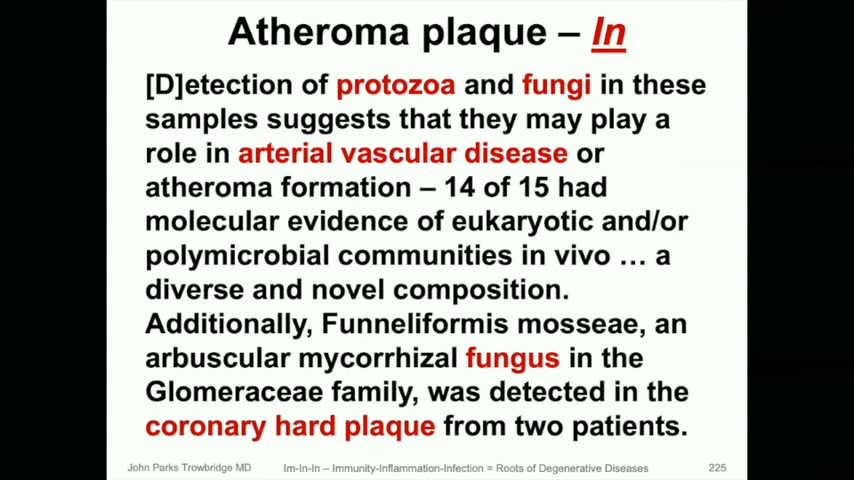 Atheroma plaque – In
[D]etection of protozoa and fungi in these
samples suggests that they may play a
role in arterial vascular disease or
atheroma formation – 14 of 15 had
molecular evidence of eukaryotic and/or
polymicrobial communities in vivo … a
diverse and novel composition.
Additionally, Funneliformis mosseae, an
arbuscular mycorrhizal fungus in the
Glomeraceae family, was detected in the
coronary hard plaque from two patients.
John Parks Trowbridge MD Im-In-In – Immunity-Inflammation-Infection = Roots of Degenerative Diseases 225